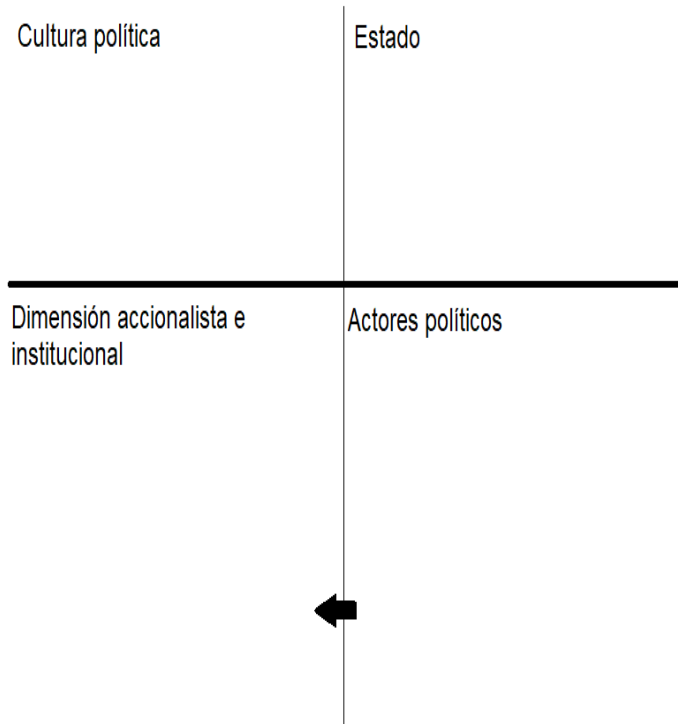 Cultura política
Estado
Dimensión accionalista e
institucional
Actores políticos